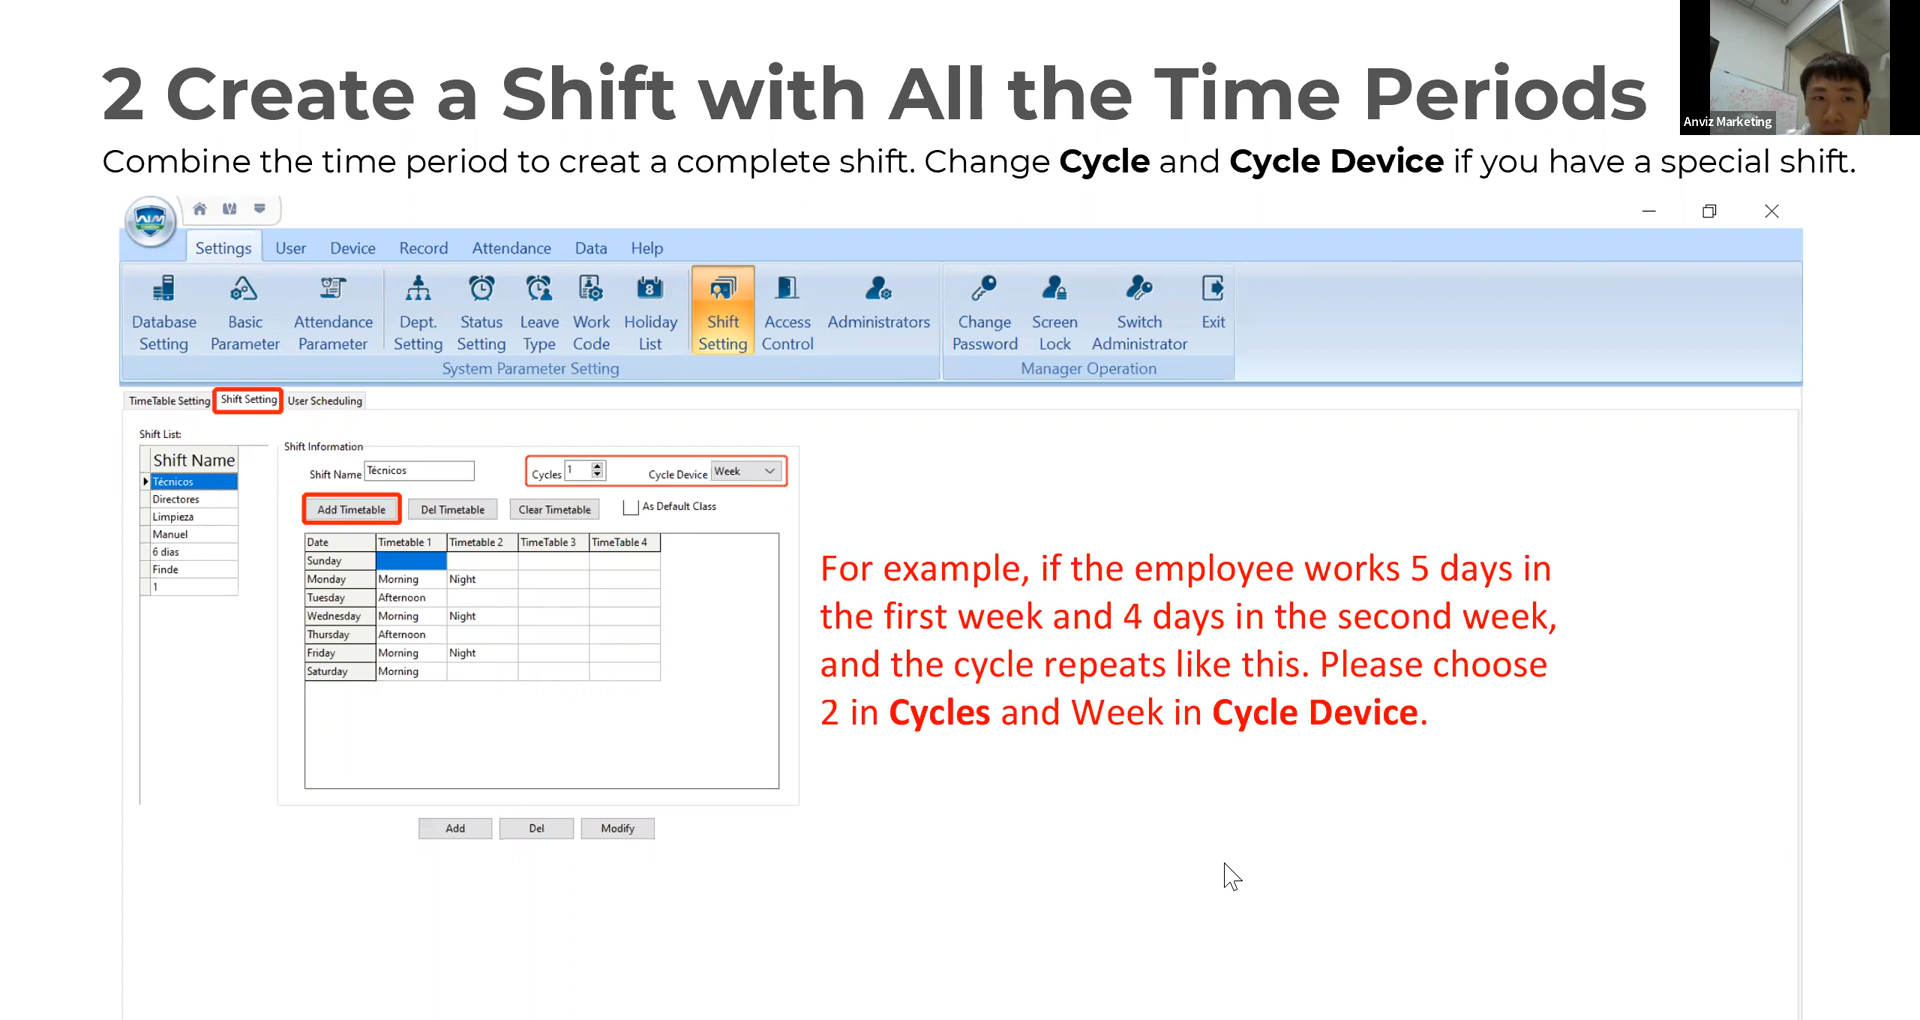 2 Create a Shift with All the Time Periods
Anviz Marketing
Combine the time period to creat a complete shift. Change Cycle and Cycle Device if you have a special shift.
Settings User Device Record Attendance Data Help
Database Setting
Basic Parameter
Attendance Parameter
Dept. Setting
Status Setting
Leave Type
Work Code
8
Holiday List
Shift Setting
Access Control
Administrators
Change Password
Screen Lock
Switch Administrator
Exit
System Parameter Setting
Manager Operation
TimeTable Setting Shift Setting User Scheduling
Shift List:
Shift Name
Técnicos
Directores
Limpieza
Manuel
6 dias
Finde
1
Shift Information
Shift Name Técnicos
Cycles 1
Cycle Device Week
Add Timetable Del Timetable Clear Timetable As Default Class
Date Timetable 1 Timetable 2 TimeTable 3 TimeTable 4
Sunday
Monday Morning Night
Tuesday Afternoon
Wednesday Morning Night
Thursday Afternoon
Friday Morning Night
Saturday Morning
Add Del Modify
For example, if the employee works 5 days in
the first week and 4 days in the second week,
and the cycle repeats like this. Please choose
2 in Cycles and Week in Cycle Device.